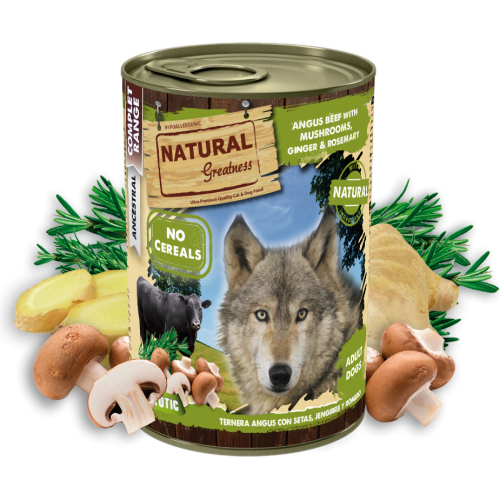 COMPLET RANGE
ANCESTRAL
HYPOALLERGENIC
NATURAL
Greatness
Ultra Premium Quality Cat & Dog Food
ANGUS BEEF WITH
MUSHROOMS,
GINGER & ROSEMARY
NATURAL
NO
CEREALS
ADULT
DOGS
TERNERA ANGUS CON SETAS, JENGIBRE Y ROMERO